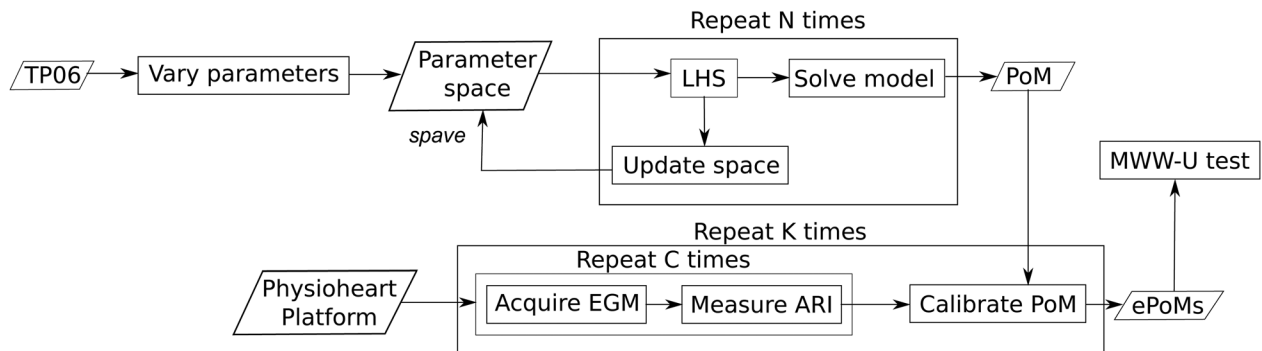 Repeat N times
TP06
Vary parameters
Parameter
space
LHS
Solve model
PoM
spave
Update space
MWW-U test
Repeat K times
Repeat C times
Physioheart
Platform
Acquire EGM
Measure ARI
Calibrate PoM
ePoMs